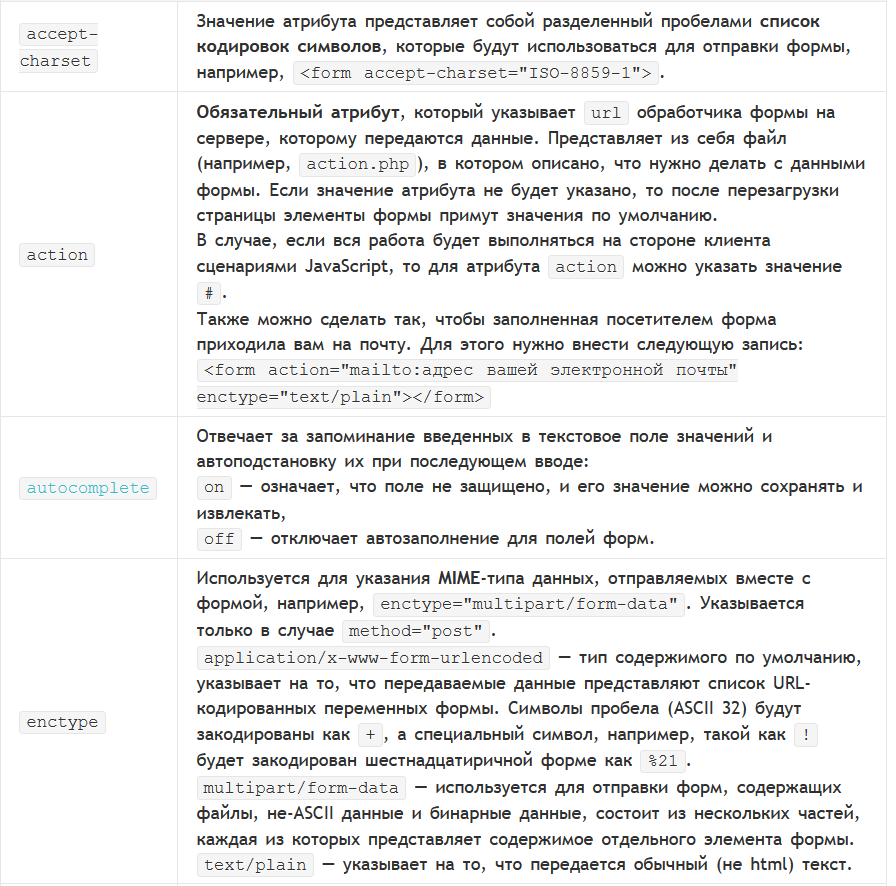 accept-
charset
Значение атрибута представляет собой разделенный пробелами список
кодировок символов, которые будут использоваться для отправки формы,
например, <form accept-charset="ISO-8859-1">.
action
Обязательный атрибут, который указывает url обработчика формы на
сервере, которому передаются данные. Представляет из себя файл
(например, action.php), в котором описано, что нужно делать с данными
формы. Если значение атрибута не будет указано, то после перезагрузки
страницы элементы формы примут значения по умолчанию.
В случае, если вся работа будет выполняться на стороне клиента
сценариями JavaScript, то для атрибута action можно указать значение
#.
Также можно сделать так, чтобы заполненная посетителем форма
приходила вам на почту. Для этого нужно внести следующую запись:
<form action="mailto:адрес вашей электронной почты"
enctype="text/plain"></form>
autocomplete
Отвечает за запоминание введенных в текстовое поле значений и
автоподстановку их при последующем вводе:
on — означает, что поле не защищено, и его значение можно сохранять и
извлекать,
off — отключает автозаполнение для полей форм.
enctype
Используется для указания MIME-типа данных, отправляемых вместе с
формой, например, enctype="multipart/form-data". Указывается
только в случае method="post".
application/x-www-form-urlencoded — тип содержимого по умолчанию,
указывает на то, что передаваемые данные представляют список URL-
кодированных переменных формы. Символы пробела (ASCII 32) будут
закодированы как +, а специальный символ, например, такой как !
будет закодирован шестнадцатиричной форме как %21.
multipart/form-data — используется для отправки форм, содержащих
файлы, не-ASCII данные и бинарные данные, состоит из нескольких частей,
каждая из которых представляет содержимое отдельного элемента формы.
text/plain — указывает на то, что передается обычный (не html) текст.